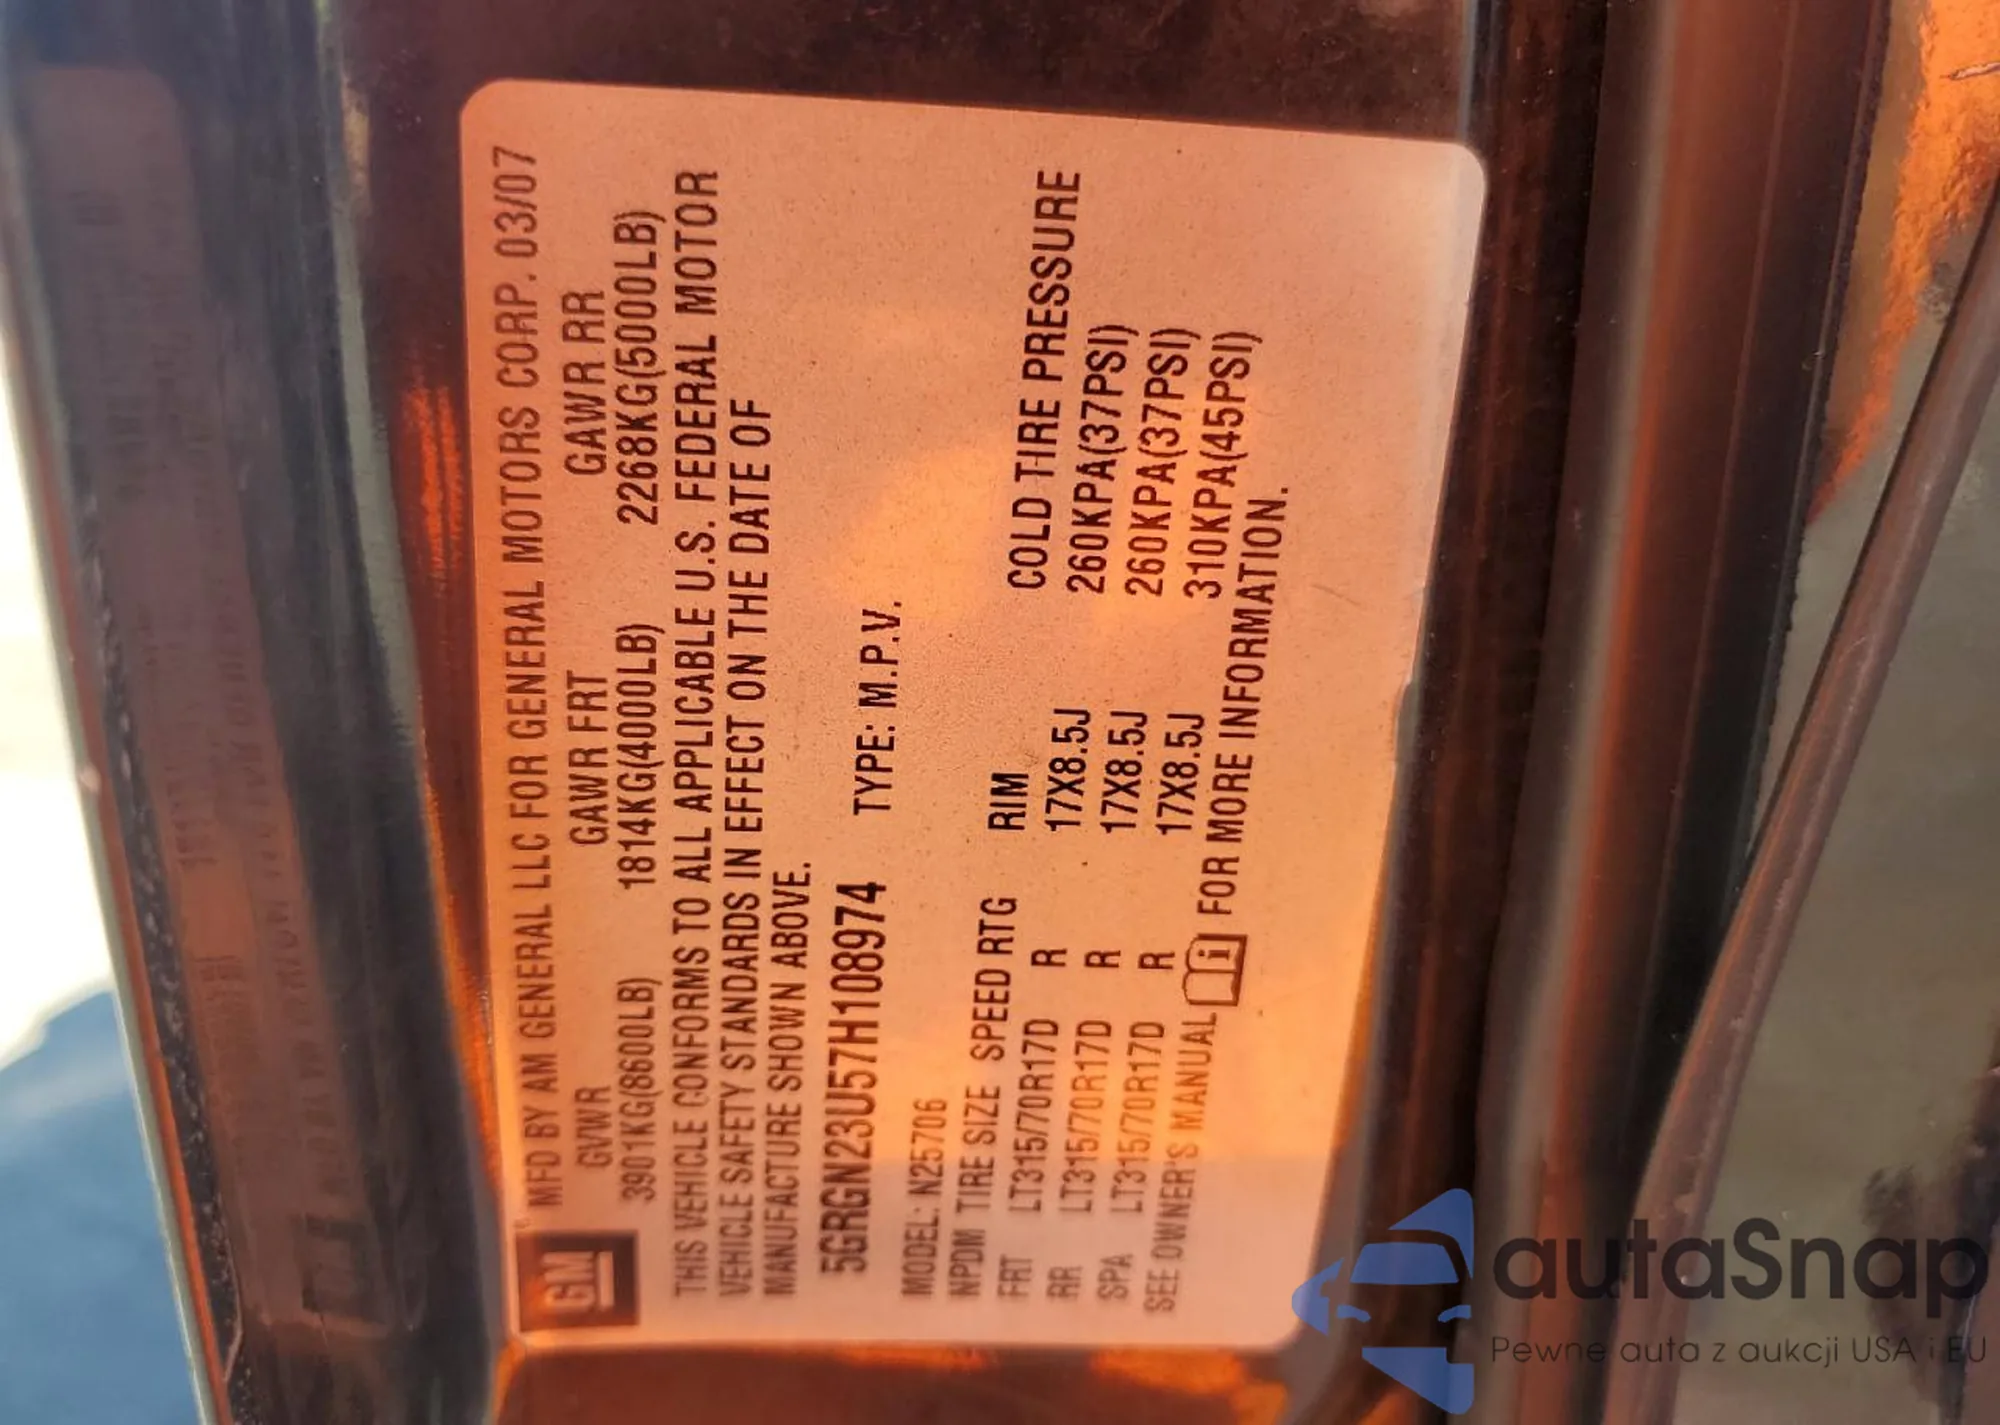 GM
MFD BY AM GENERAL LLC FOR GENERAL MOTORS CORP. 03/07
GVWR GAWR FRT GAWR RR
3901KG(8600LB) 1814KG(4000LB) 2268KG(5000LB)
THIS VEHICLE CONFORMS TO ALL APPLICABLE U.S. FEDERAL MOTOR
VEHICLE SAFETY STANDARDS IN EFFECT ON THE DATE OF
MANUFACTURE SHOWN ABOVE.
5GRGN23U57H108974 TYPE: M.P.V.
MODEL: N25706
NPDM TIRE SIZE SPEED RTG RIM COLD TIRE PRESSURE
FRT LT315/70R17D R 17X8.5J 260KPA(37PSI)
RR LT315/70R17D R 17X8.5J 260KPA(37PSI)
SPA LT315/70R17D R 17X8.5J 310KPA(45PSI)
SEE OWNER'S MANUAL i FOR MORE INFORMATION.
autaSnap
Pewne auta z aukcji USA i EU